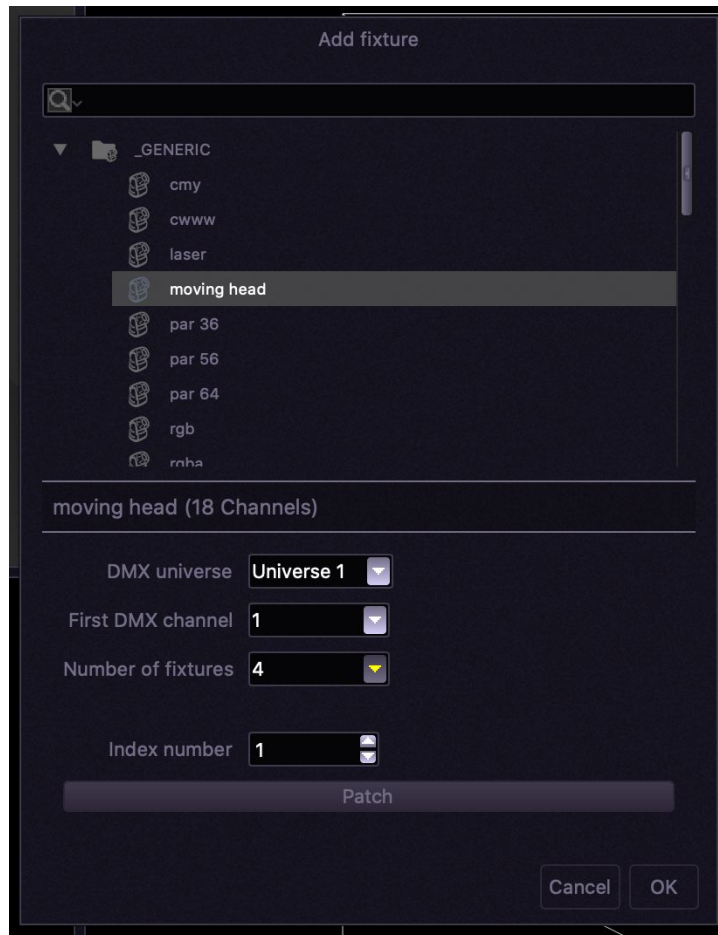 Add fixture
_GENERIC
cmy
cwww
laser
moving head
par 36
par 56
par 64
rgb
rgba
moving head (18 Channels)
DMX universe Universe 1
First DMX channel 1
Number of fixtures 4
Index number 1
Patch
Cancel OK